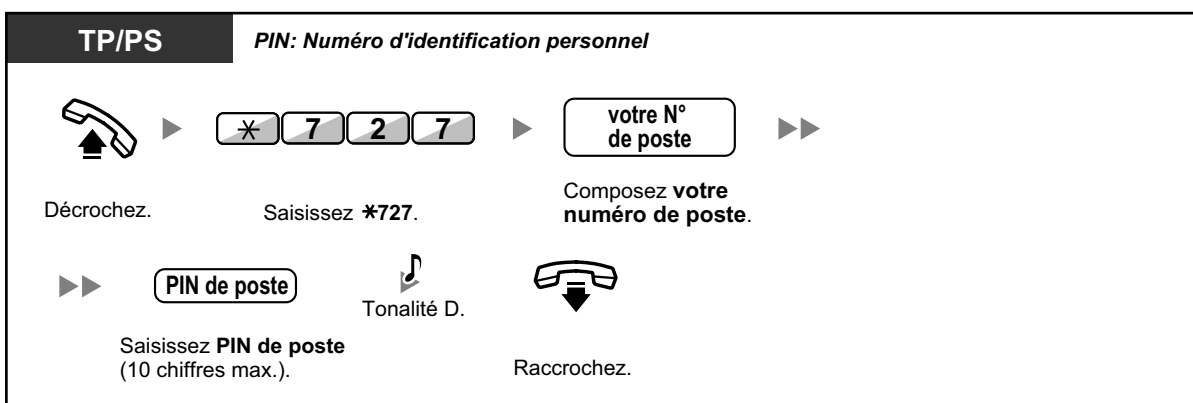 TP/PS
PIN: Numéro d'identification personnel
* 7 2 7
votre N°
de poste
Décrochez.
Saisissez *727.
Composez votre
numéro de poste.
PIN de poste
Tonalité D.
Saisissez PIN de poste
(10 chiffres max.).
Raccrochez.